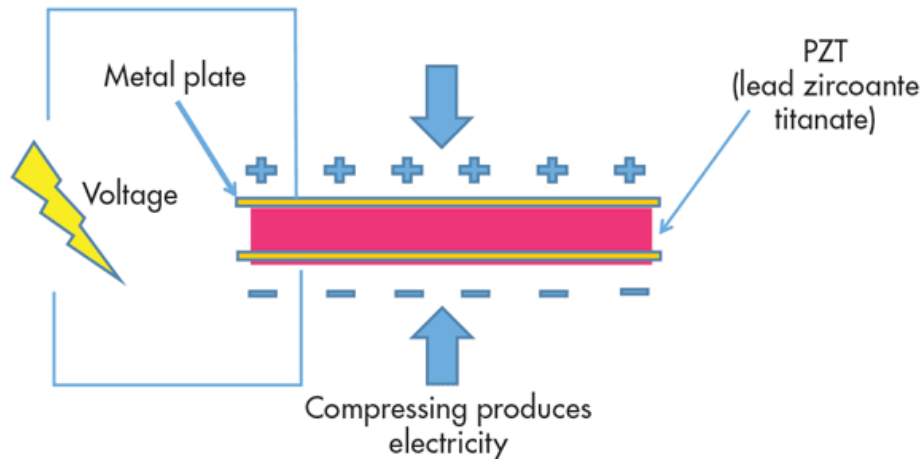 Metal plate
PZT
(lead zircoante
titanate)
Voltage
Compressing produces
electricity